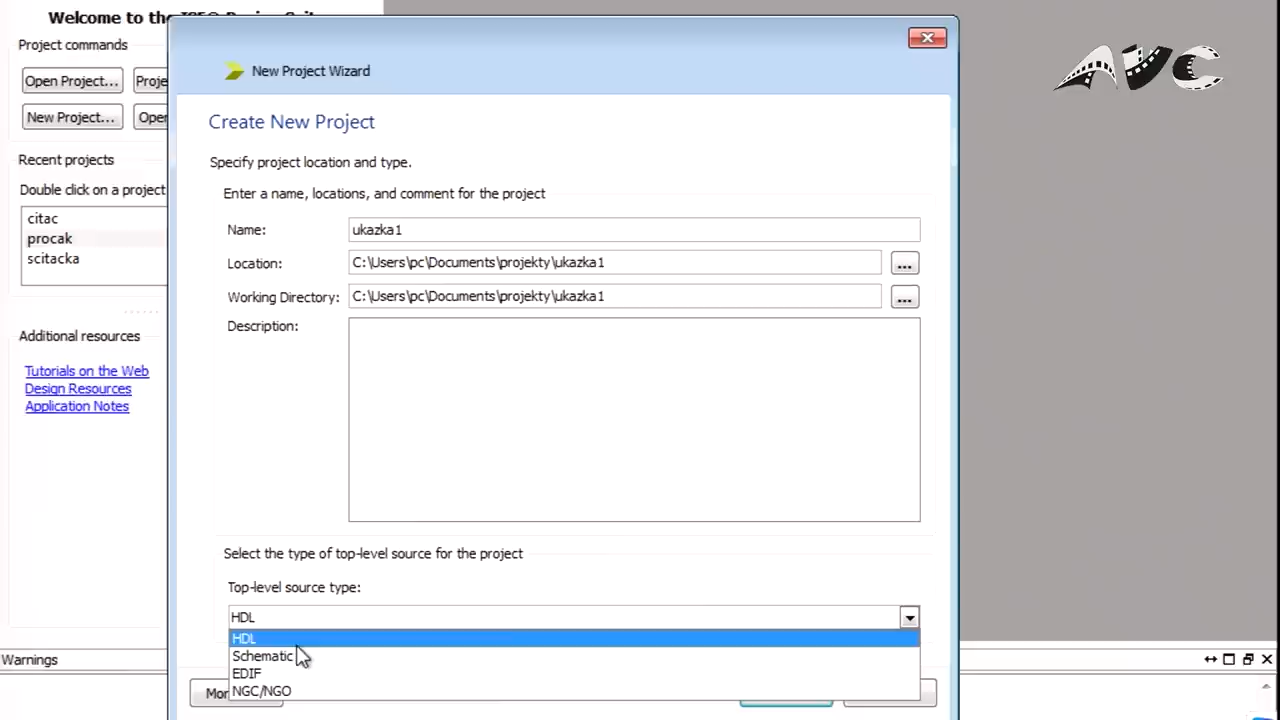 Welcome to the
Project commands
Open Project...
New Project...
Recent projects
Double click on a project
citac
procak
scitacka
Additional resources
Tutorials on the Web
Design Resources
Application Notes
Warnings
New Project Wizard
Create New Project
Specify project location and type.
Enter a name, locations, and comment for the project
Name: ukazka1
Location: C:\Users\pc\Documents\projekty\ukazka1 ...
Working Directory: C:\Users\pc\Documents\projekty\ukazka1 ...
Description:
Select the type of top-level source for the project
Top-level source type:
HDL
HDL
Schematic
EDIF
NGC/NGO
AVC